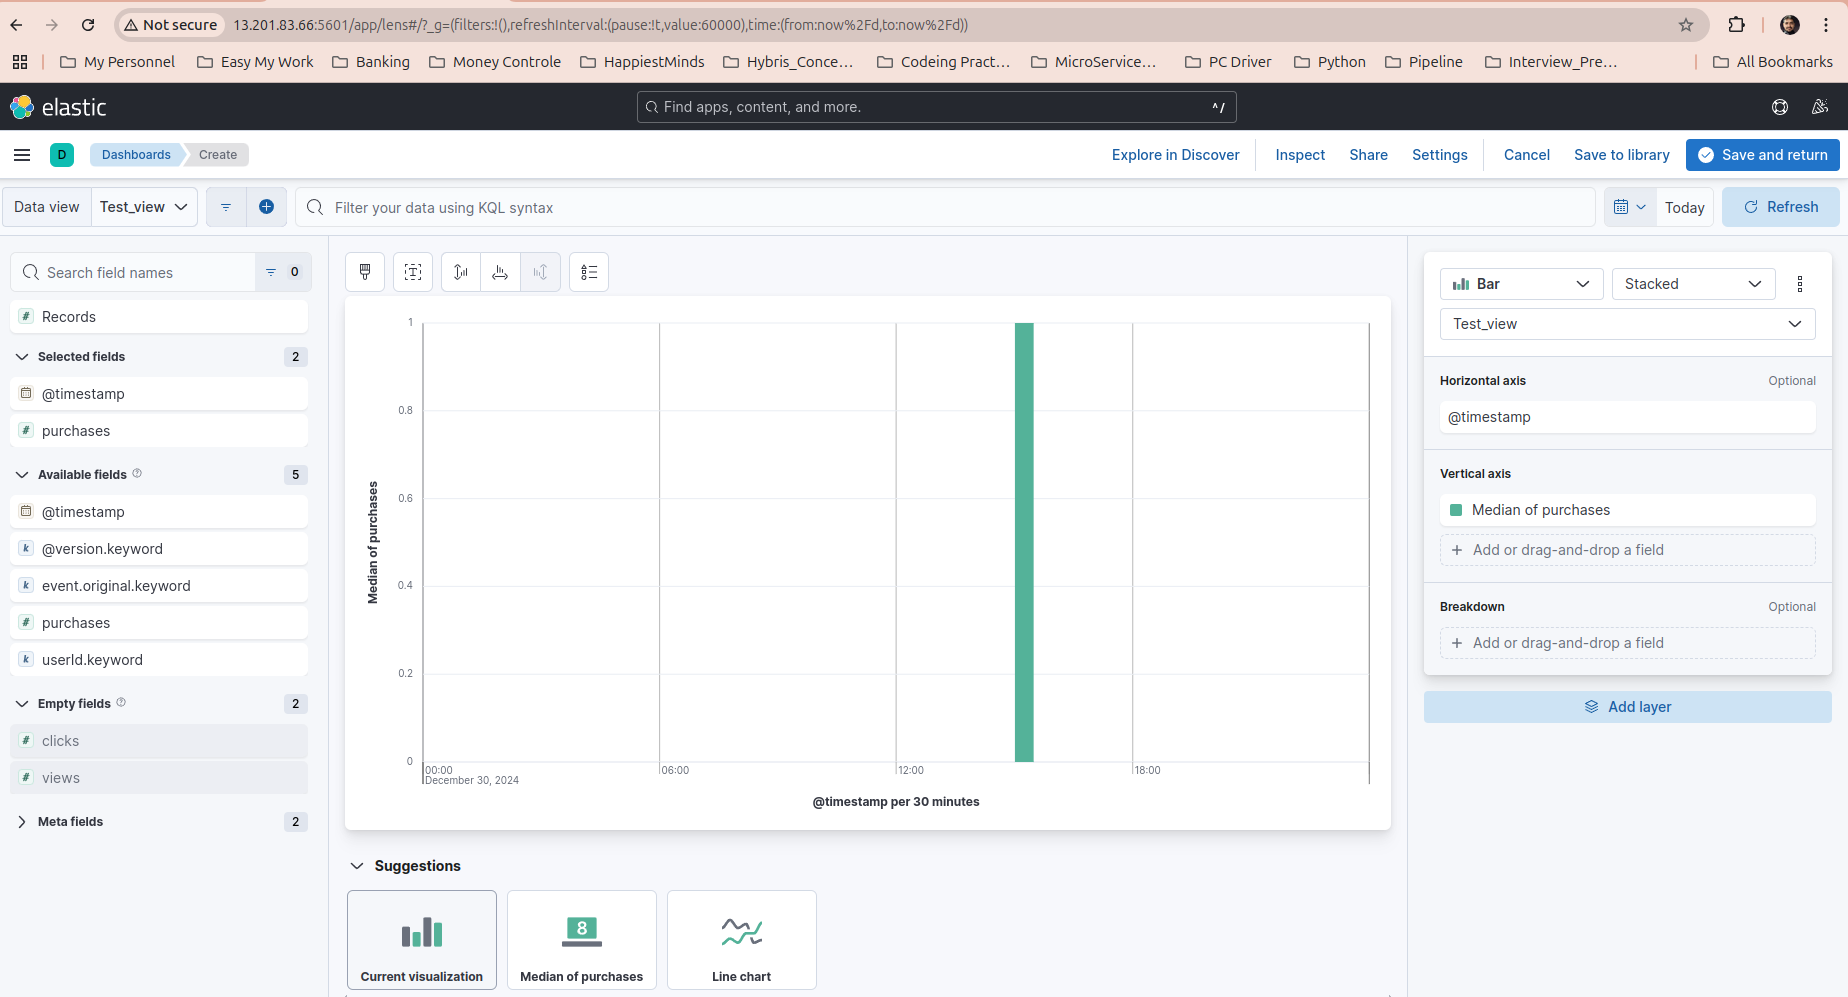 Not secure 13.201.83.66:5601/app/lens#/?_g=(filters:!(),refreshInterval:(pause:!t,value:60000),time:(from:now%2Fd,to:now%2Fd))
My Personnel Easy My Work Banking Money Controle HappiestMinds Hybris_Conce... Codeing Pract... MicroService... PC Driver Python Pipeline Interview_Pre... All Bookmarks
elastic Find apps, content, and more. ^/
D Dashboards Create Explore in Discover Inspect Share Settings Cancel Save to library Save and return
Data view Test_view Filter your data using KQL syntax Today Refresh
Search field names 0
# Records
Selected fields 2
@timestamp
# purchases
Available fields 5
@timestamp
k @version.keyword
k event.original.keyword
# purchases
k userId.keyword
Empty fields 2
# clicks
# views
Meta fields 2
1
0.8
0.6
0.4
0.2
0
Median of purchases
00:00 06:00 12:00 18:00
December 30, 2024
@timestamp per 30 minutes
Suggestions
Current visualization
8
Median of purchases
Line chart
Bar Stacked
Test_view
Horizontal axis Optional
@timestamp
Vertical axis
Median of purchases
+ Add or drag-and-drop a field
Breakdown Optional
+ Add or drag-and-drop a field
Add layer